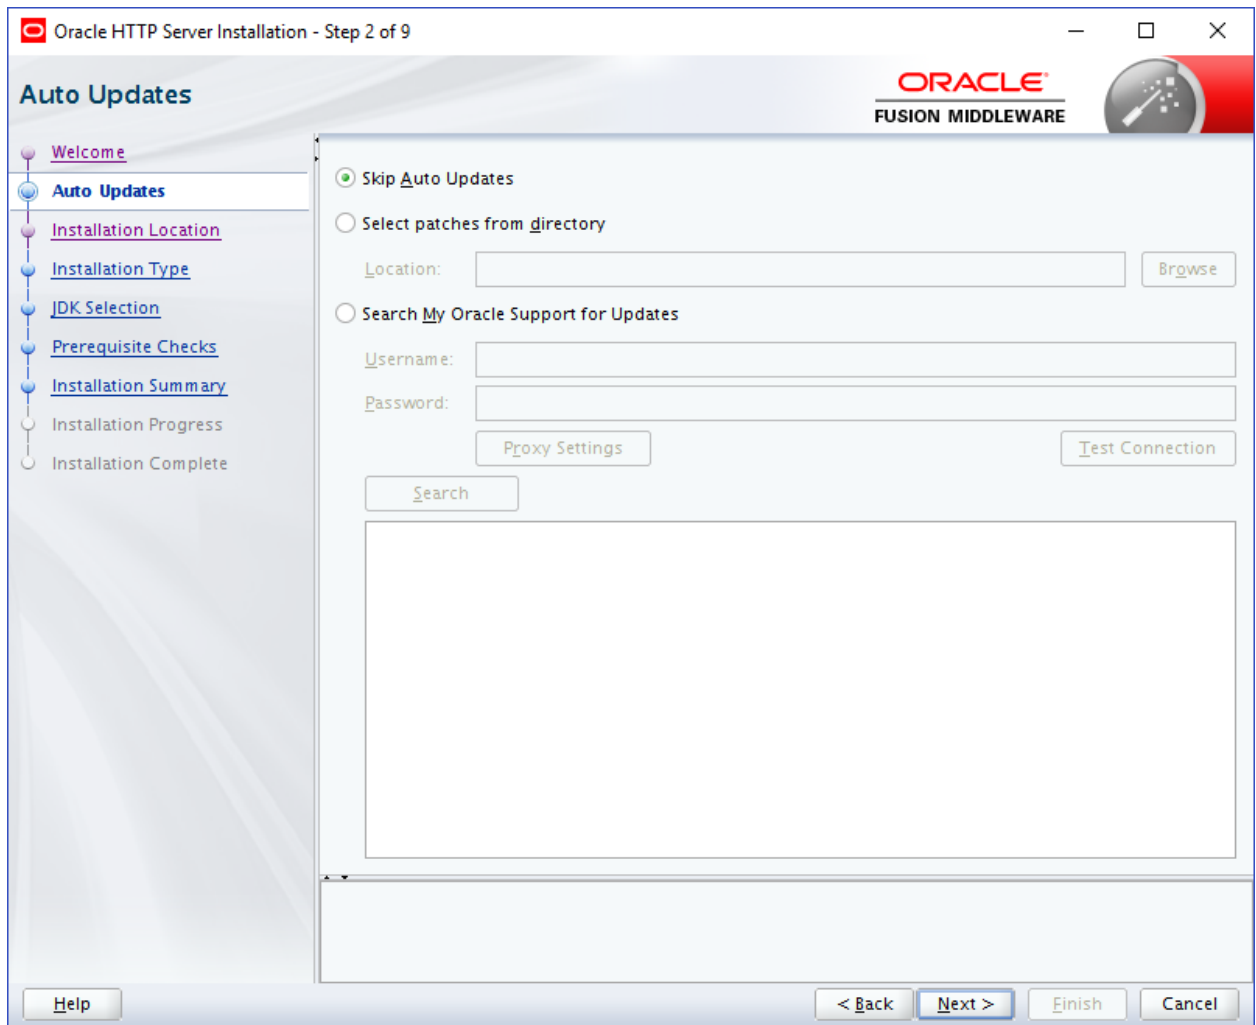 Oracle HTTP Server Installation - Step 2 of 9
Auto Updates
ORACLE
FUSION MIDDLEWARE
Welcome
Auto Updates
Installation Location
Installation Type
JDK Selection
Prerequisite Checks
Installation Summary
Installation Progress
Installation Complete
Skip Auto Updates
Select patches from directory
Location:
Browse
Search My Oracle Support for Updates
Username:
Password:
Proxy Settings
Test Connection
Search
Help
< Back
Next >
Finish
Cancel